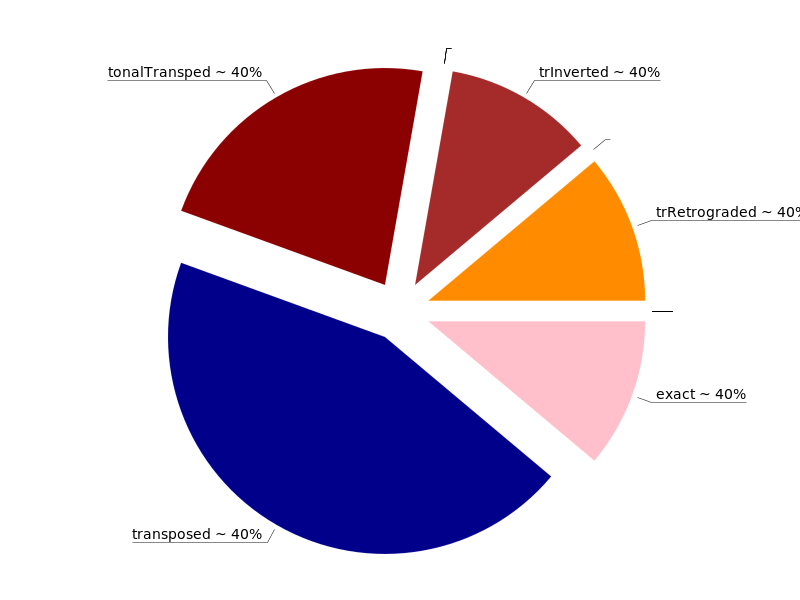 tonalTransped ~ 40%
trInverted ~ 40%
trRetrograded ~ 40%
exact ~ 40%
transposed ~ 40%